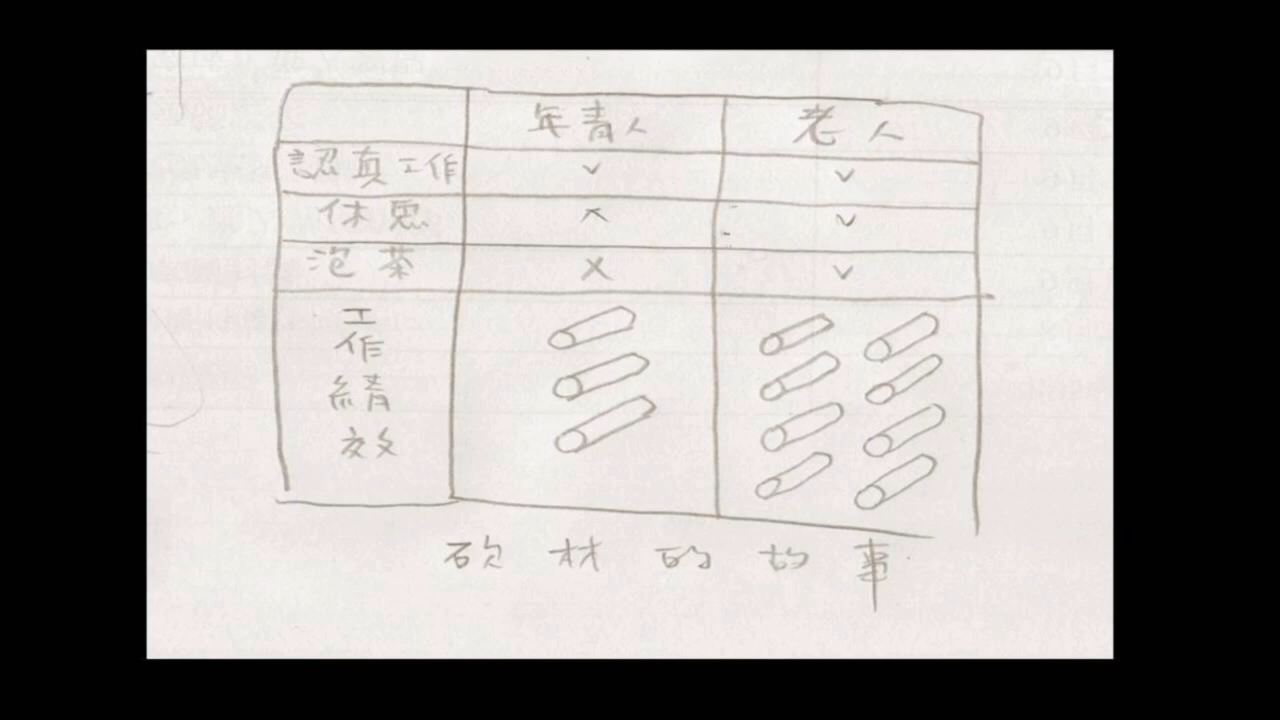 年青人 老人
認真工作 ✓ ✓
休息 × ✓
泡茶 × ✓
工
作
績
效
砍材的故事